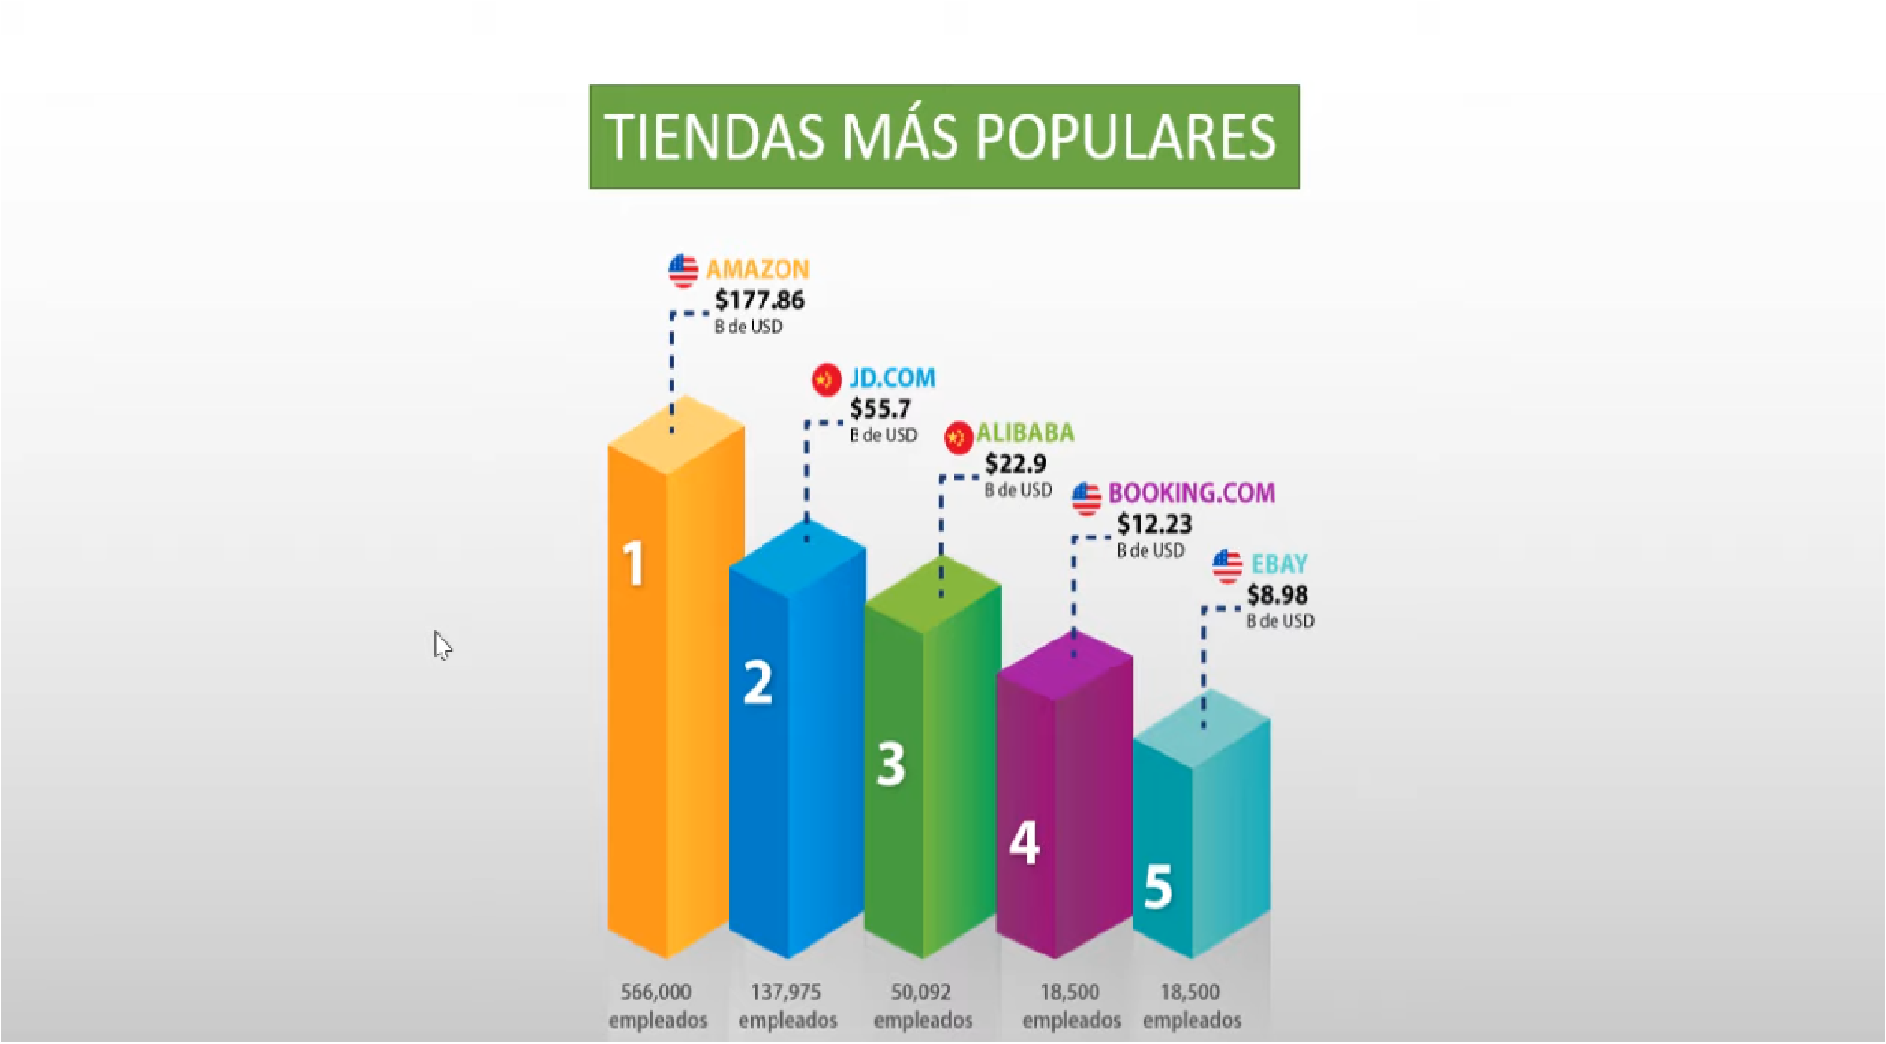 TIENDAS MÁS POPULARES
AMAZON
$177.86
B de USD
JD.COM
$55.7
B de USD
ALIBABA
$22.9
B de USD
BOOKING.COM
$12.23
B de USD
EBAY
$8.98
B de USD
1
2
3
4
5
566,000
empleados
137,975
empleados
50,092
empleados
18,500
empleados
18,500
empleados